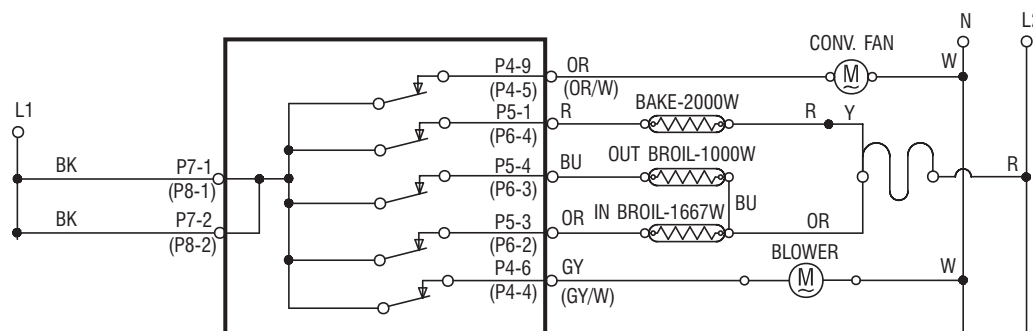 N
L2
CONV. FAN
W
P4-9
OR
M
(P4-5)
(OR/W)
L1
P5-1
R
BAKE-2000W
R
Y
(P6-4)
BK
P7-1
P5-4
BU
OUT BROIL-1000W
R
(P8-1)
(P6-3)
BU
BK
P7-2
P5-3
OR
IN BROIL-1667W
OR
(P8-2)
(P6-2)
BLOWER
P4-6
GY
M
W
(P4-4)
(GY/W)